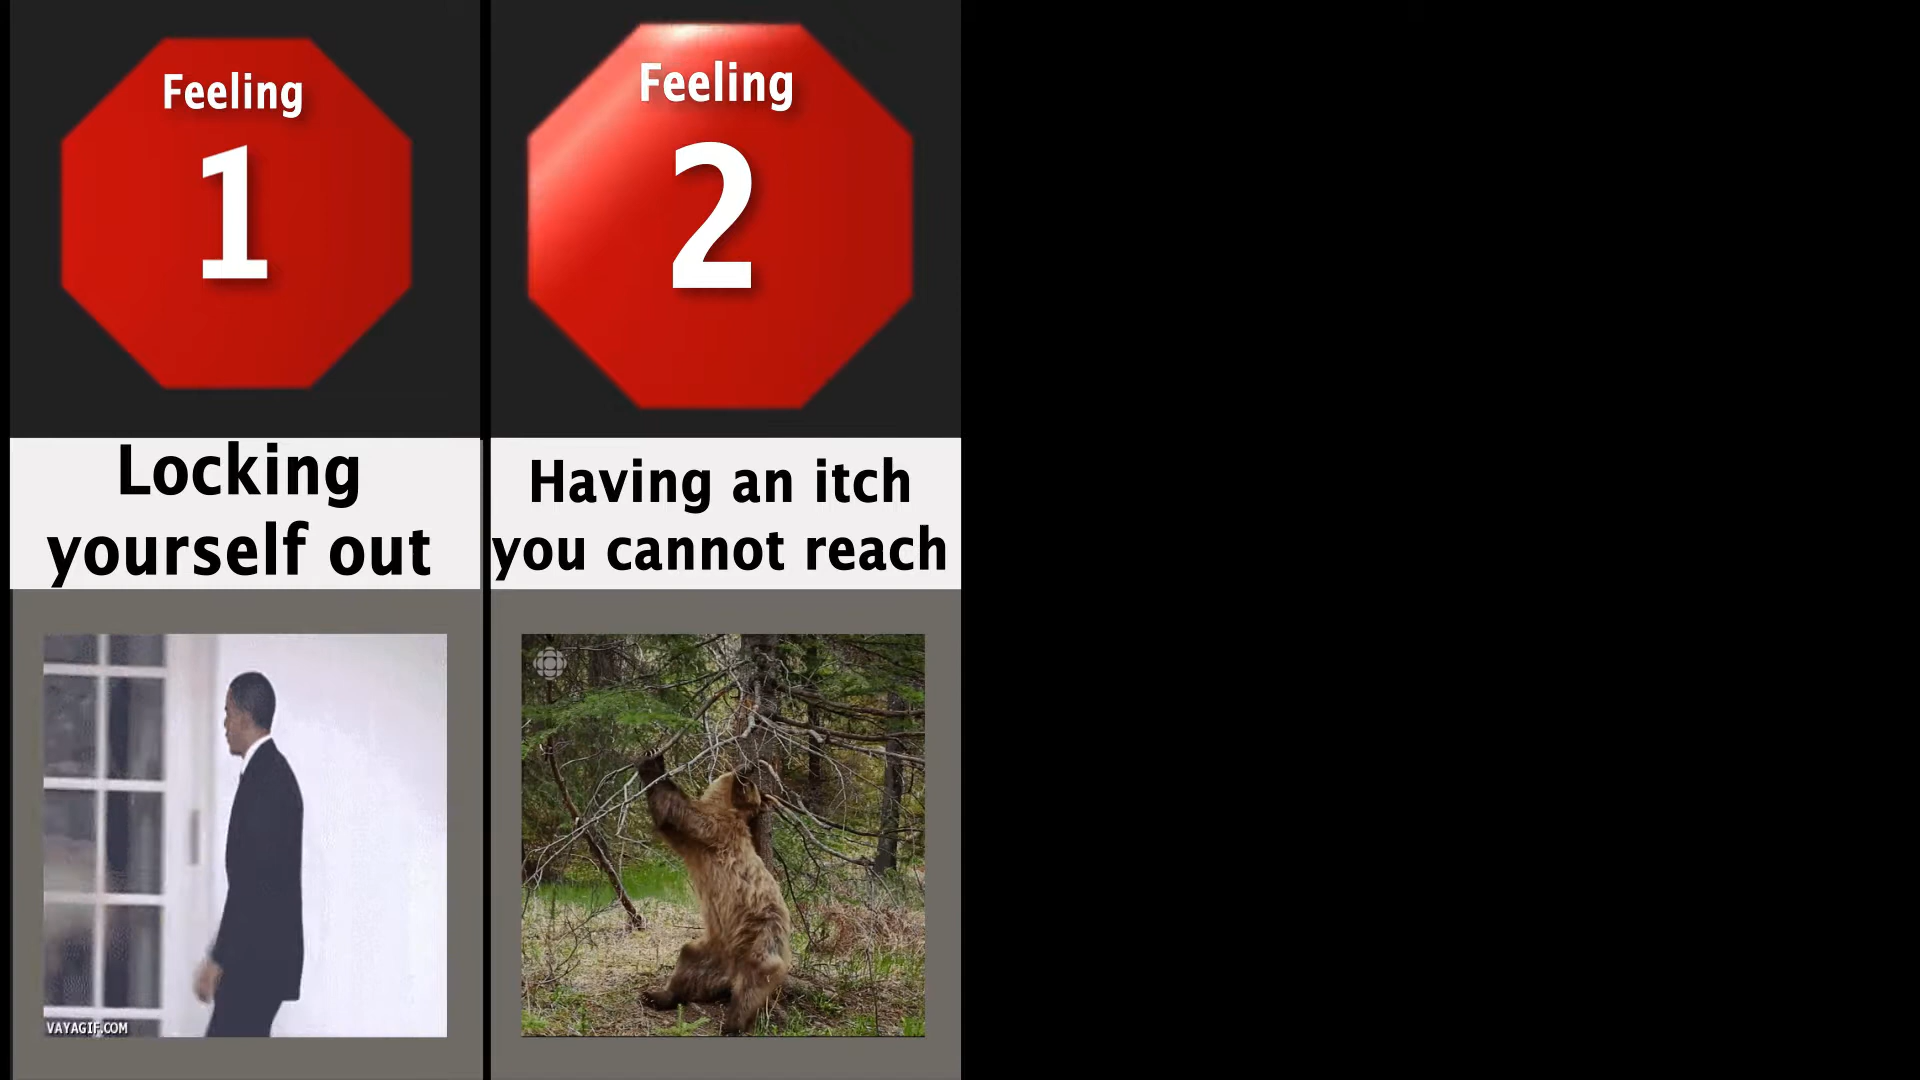 Feeling
1
Locking
yourself out
VAYAGIF.COM
Feeling
2
Having an itch
you cannot reach